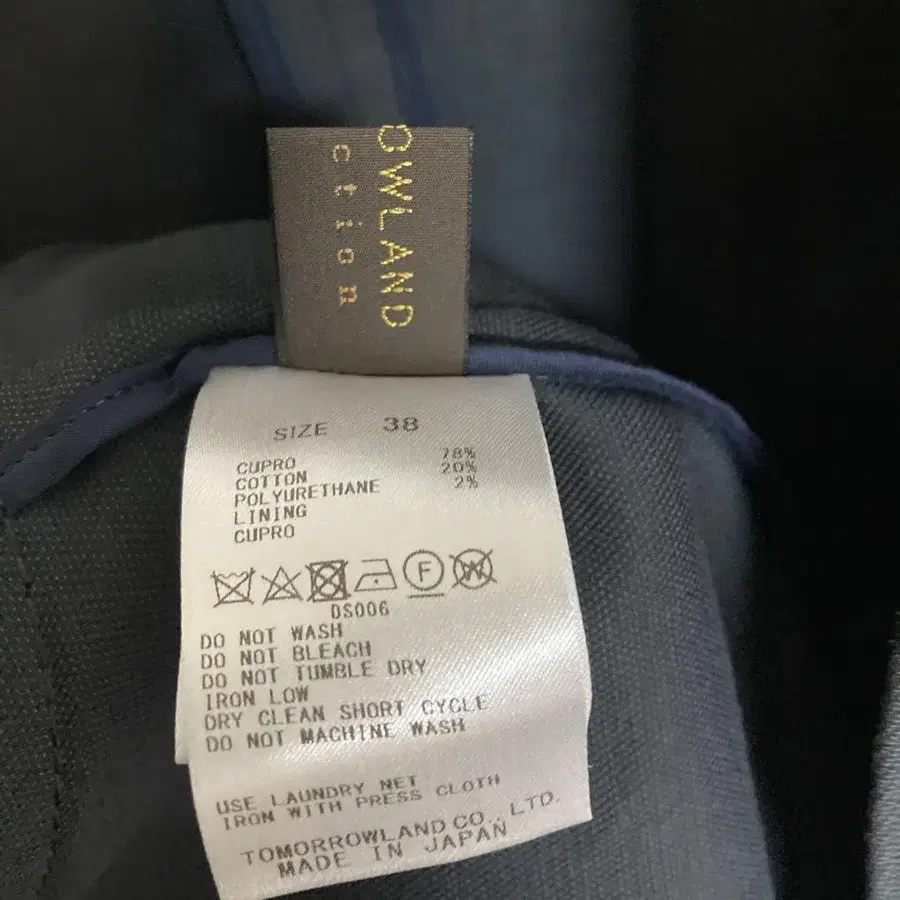 OWLAND
ction
SIZE 38
CUPRO 78%
COTTON 20%
POLYURETHANE 2%
LINING
CUPRO
F W
DS006
DO NOT WASH
DO NOT BLEACH
DO NOT TUMBLE DRY
IRON LOW
DRY CLEAN SHORT CYCLE
DO NOT MACHINE WASH
USE LAUNDRY NET
IRON WITH PRESS CLOTH
TOMORROWLAND CO., LTD.
MADE IN JAPAN